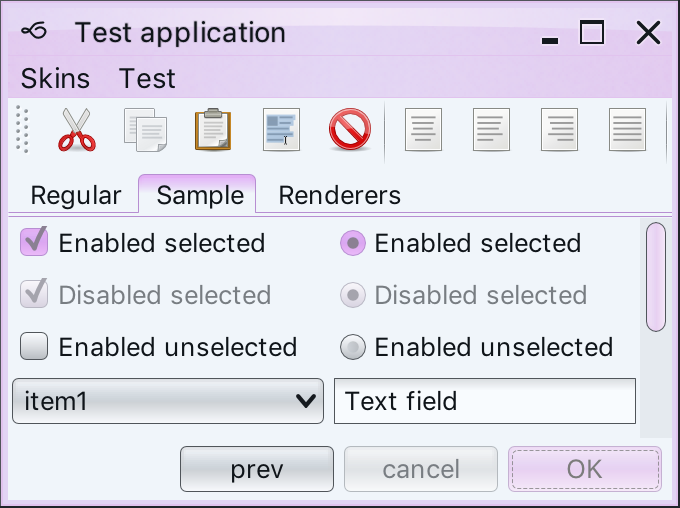 Test application
Skins Test
Regular Sample Renderers
Enabled selected Enabled selected
Disabled selected Disabled selected
Enabled unselected Enabled unselected
item1 Text field
prev cancel OK